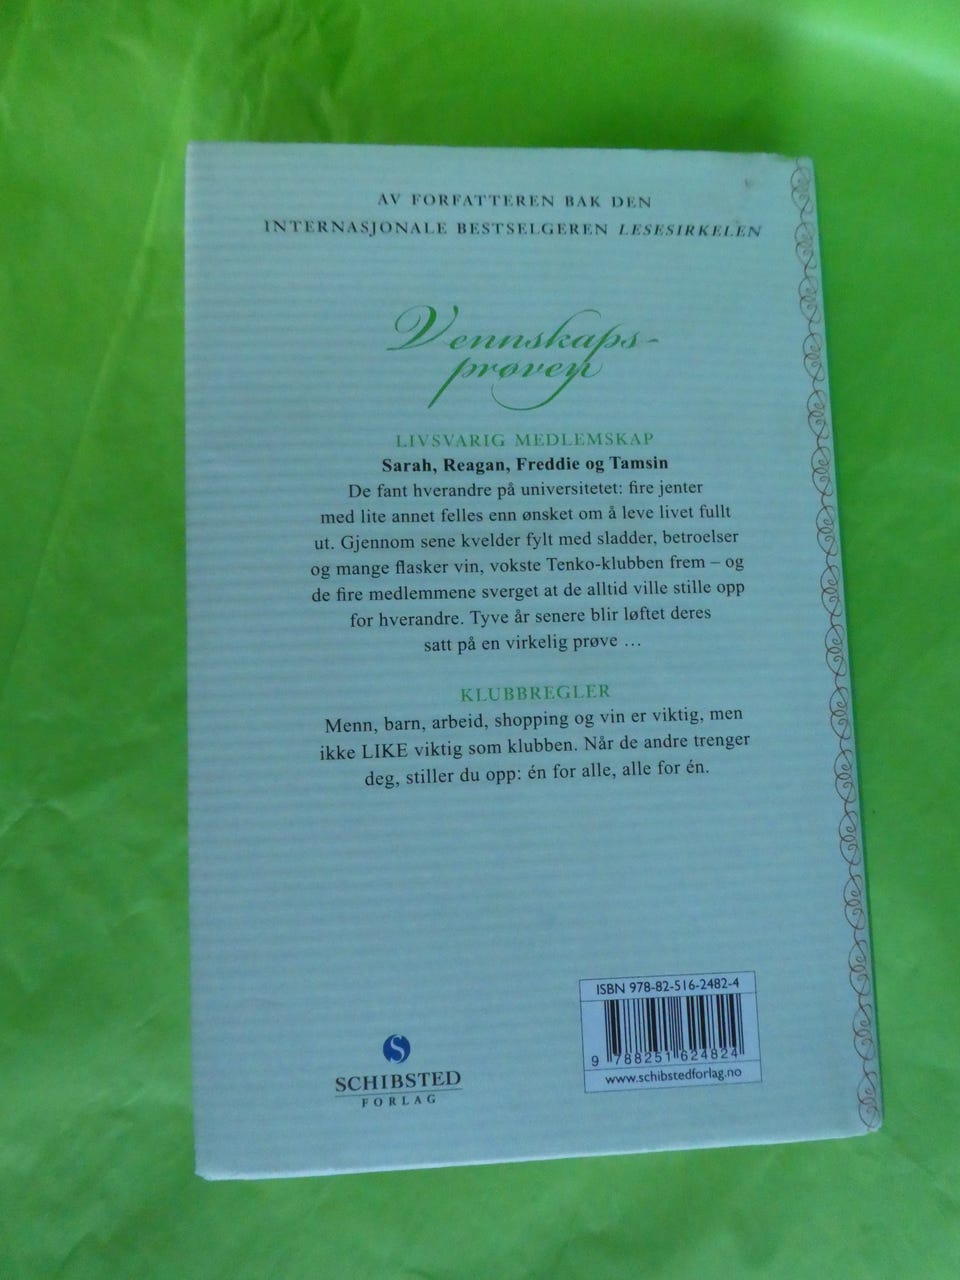 AV FORFATTEREN BAK DEN
INTERNASJONALE BESTSELGEREN LESESIRKELEN
Vennskaps-
prøven
LIVSVARIG MEDLEMSKAP
Sarah, Reagan, Freddie og Tamsin
De fant hverandre på universitetet: fire jenter
med lite annet felles enn ønsket om å leve livet fullt
ut. Gjennom sene kvelder fylt med sladder, betroelser
og mange flasker vin, vokste Tenko-klubben frem – og
de fire medlemmene sverget at de alltid ville stille opp
for hverandre. Tyve år senere blir løftet deres
satt på en virkelig prøve …
KLUBBREGLER
Menn, barn, arbeid, shopping og vin er viktig, men
ikke LIKE viktig som klubben. Når de andre trenger
deg, stiller du opp: én for alle, alle for én.
ISBN 978-82-516-2482-4
9 788251 624824
www.schibstedforlag.no
S
SCHIBSTED
FORLAG